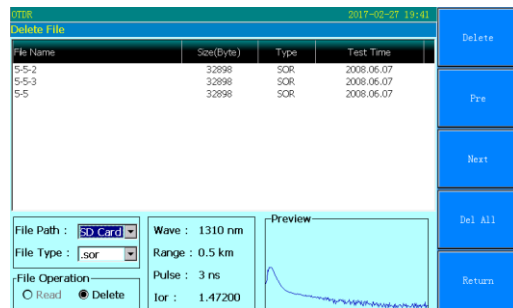 OTDR 2017-02-27 19:41
Delete File
File Name Size(Byte) Type Test Time
5-5-2 32898 SOR 2008.06.07
5-5-3 32898 SOR 2008.06.07
5-5 32898 SOR 2008.06.07
File Path : SD Card
File Type : .sor
File Operation
Read Delete
Wave : 1310 nm
Range : 0.5 km
Pulse : 3 ns
Ior : 1.47200
Preview
Delete
Pre
Next
Del All
Return